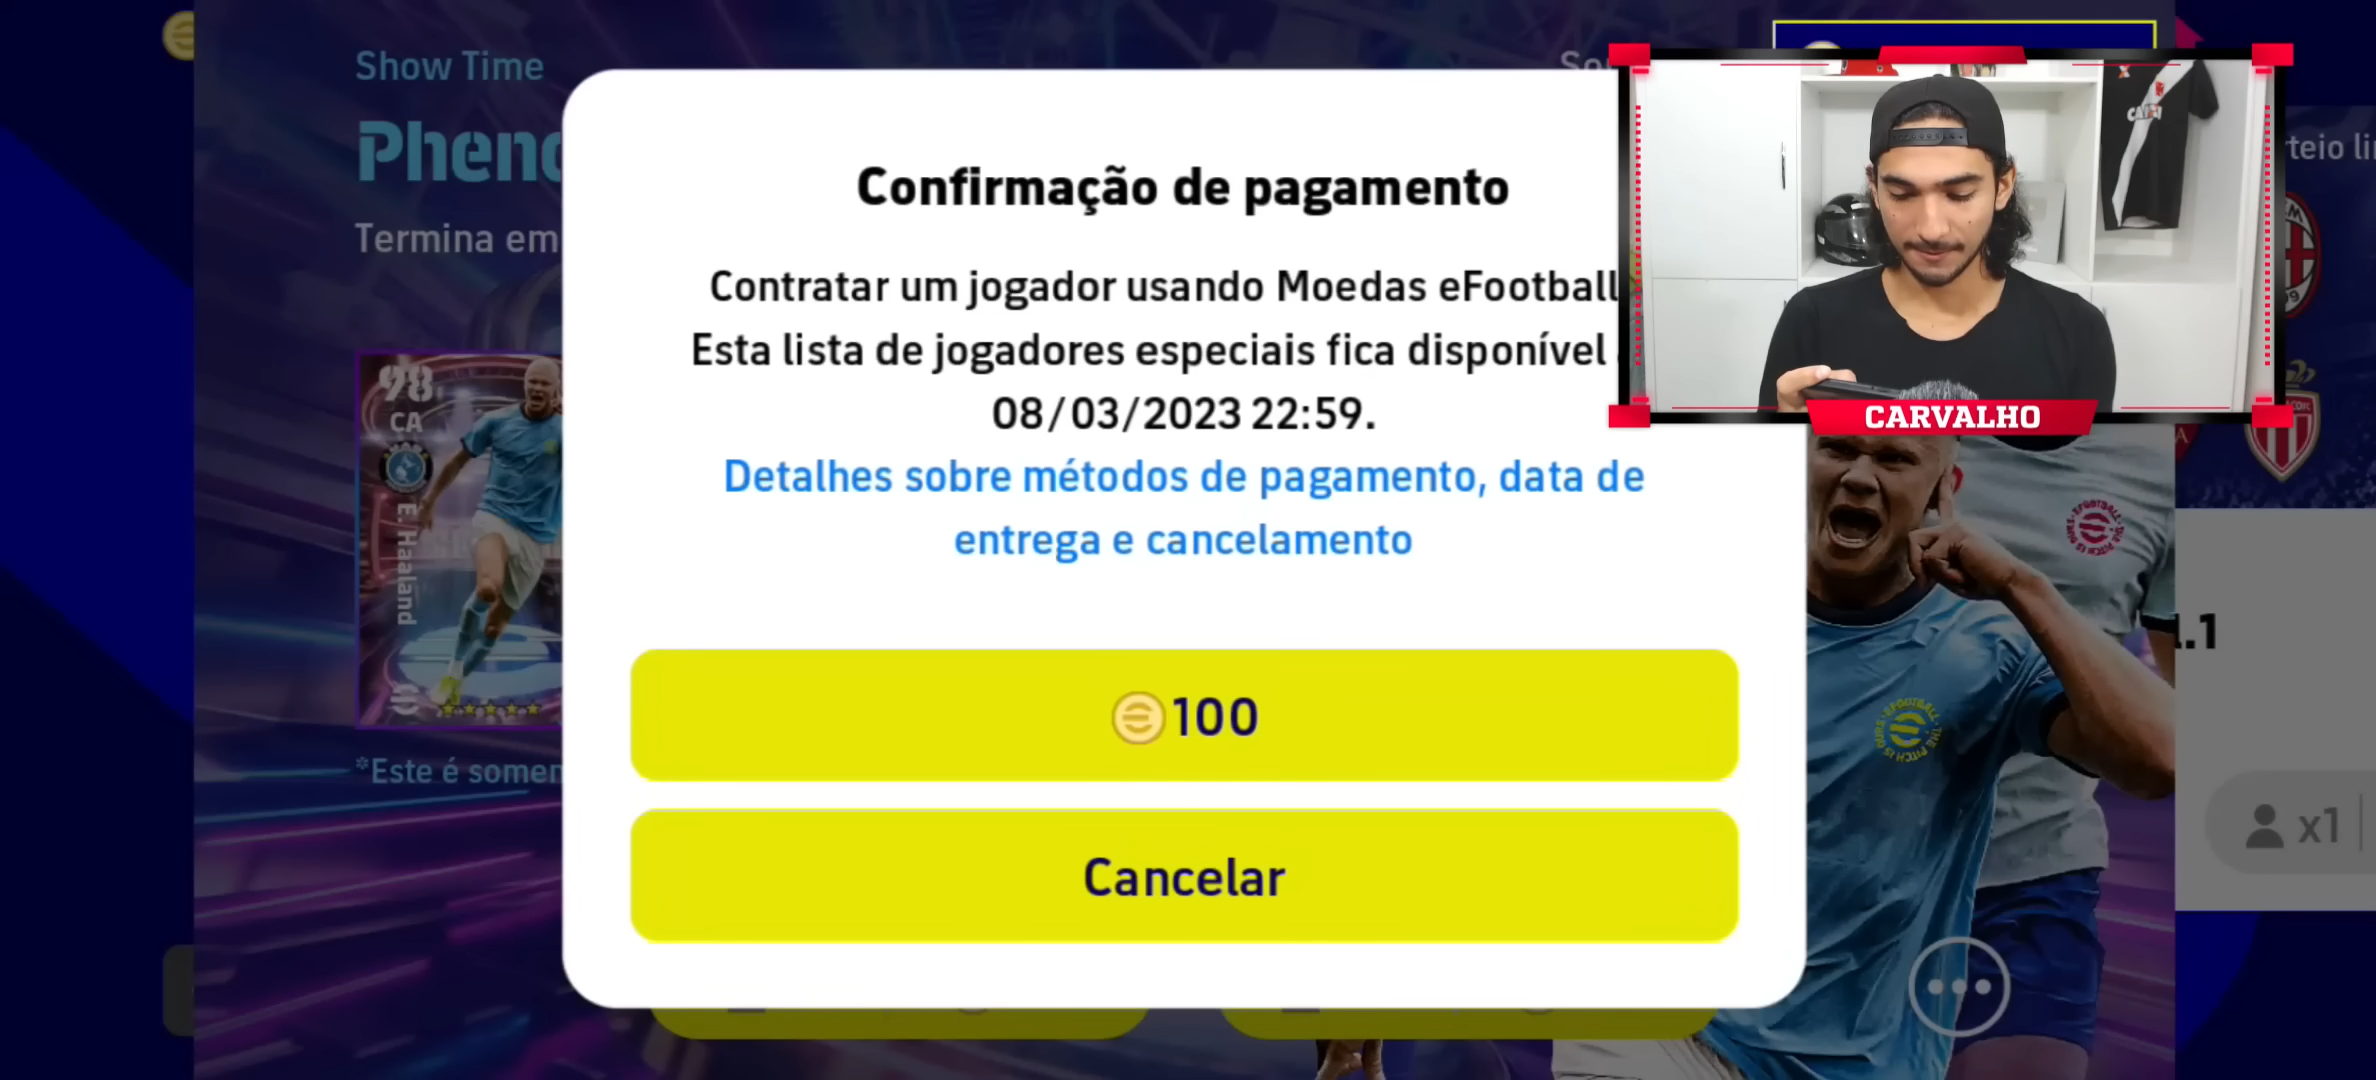 Show Time
Sor
Pheno
Termina em
teio li
Confirmação de pagamento
Contratar um jogador usando Moedas eFootball
Esta lista de jogadores especiais fica disponível
08/03/2023 22:59.
Detalhes sobre métodos de pagamento, data de
entrega e cancelamento
CARVALHO
98
CA
E. Haaland
.1
100
*Este é somen
x1
Cancelar